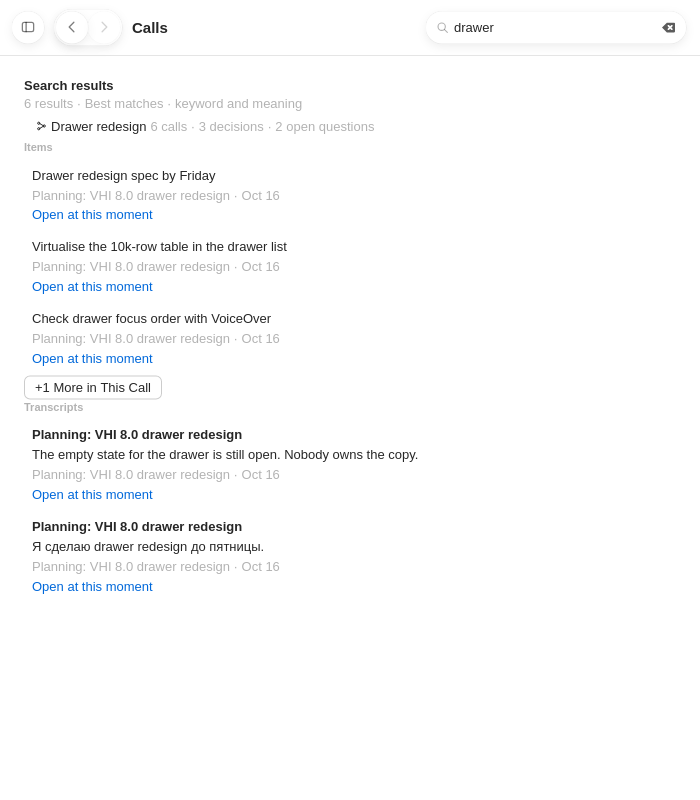 Calls
drawer
Search results
6 results · Best matches · keyword and meaning
Drawer redesign 6 calls · 3 decisions · 2 open questions
Items
Drawer redesign spec by Friday
Planning: VHI 8.0 drawer redesign · Oct 16
Open at this moment
Virtualise the 10k-row table in the drawer list
Planning: VHI 8.0 drawer redesign · Oct 16
Open at this moment
Check drawer focus order with VoiceOver
Planning: VHI 8.0 drawer redesign · Oct 16
Open at this moment
+1 More in This Call
Transcripts
Planning: VHI 8.0 drawer redesign
The empty state for the drawer is still open. Nobody owns the copy.
Planning: VHI 8.0 drawer redesign · Oct 16
Open at this moment
Planning: VHI 8.0 drawer redesign
Я сделаю drawer redesign до пятницы.
Planning: VHI 8.0 drawer redesign · Oct 16
Open at this moment